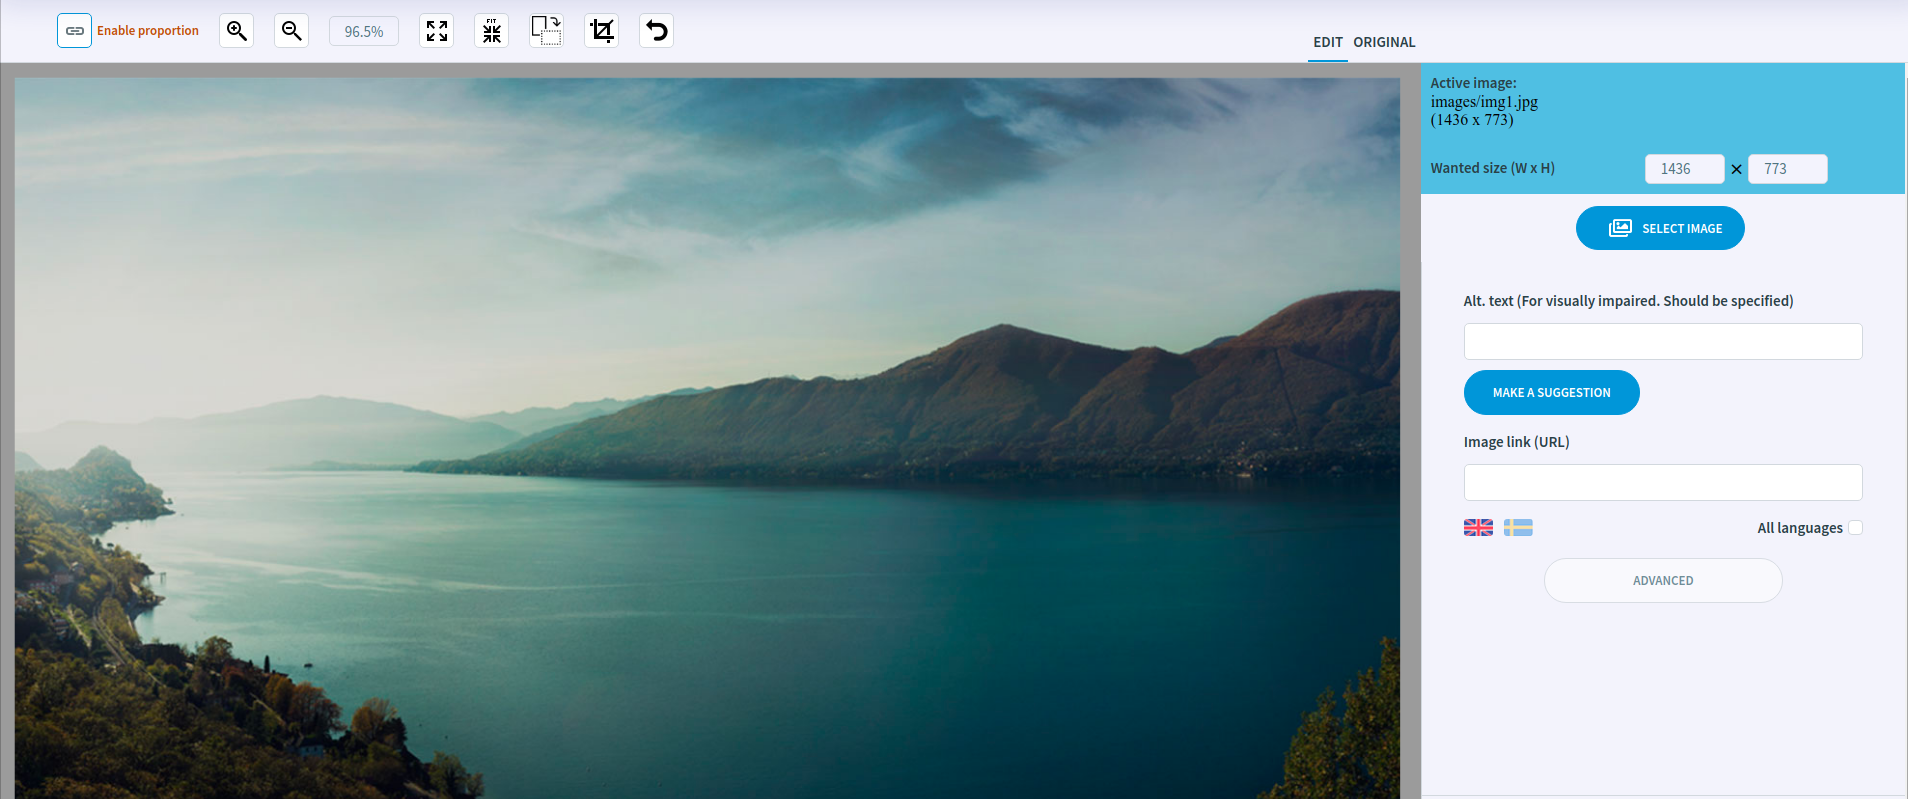 Enable proportion
96.5%
FIT
EDIT ORIGINAL
Active image:
images/img1.jpg
(1436 x 773)
Wanted size (W x H) 1436 × 773
SELECT IMAGE
Alt. text (For visually impaired. Should be specified)
MAKE A SUGGESTION
Image link (URL)
All languages
ADVANCED